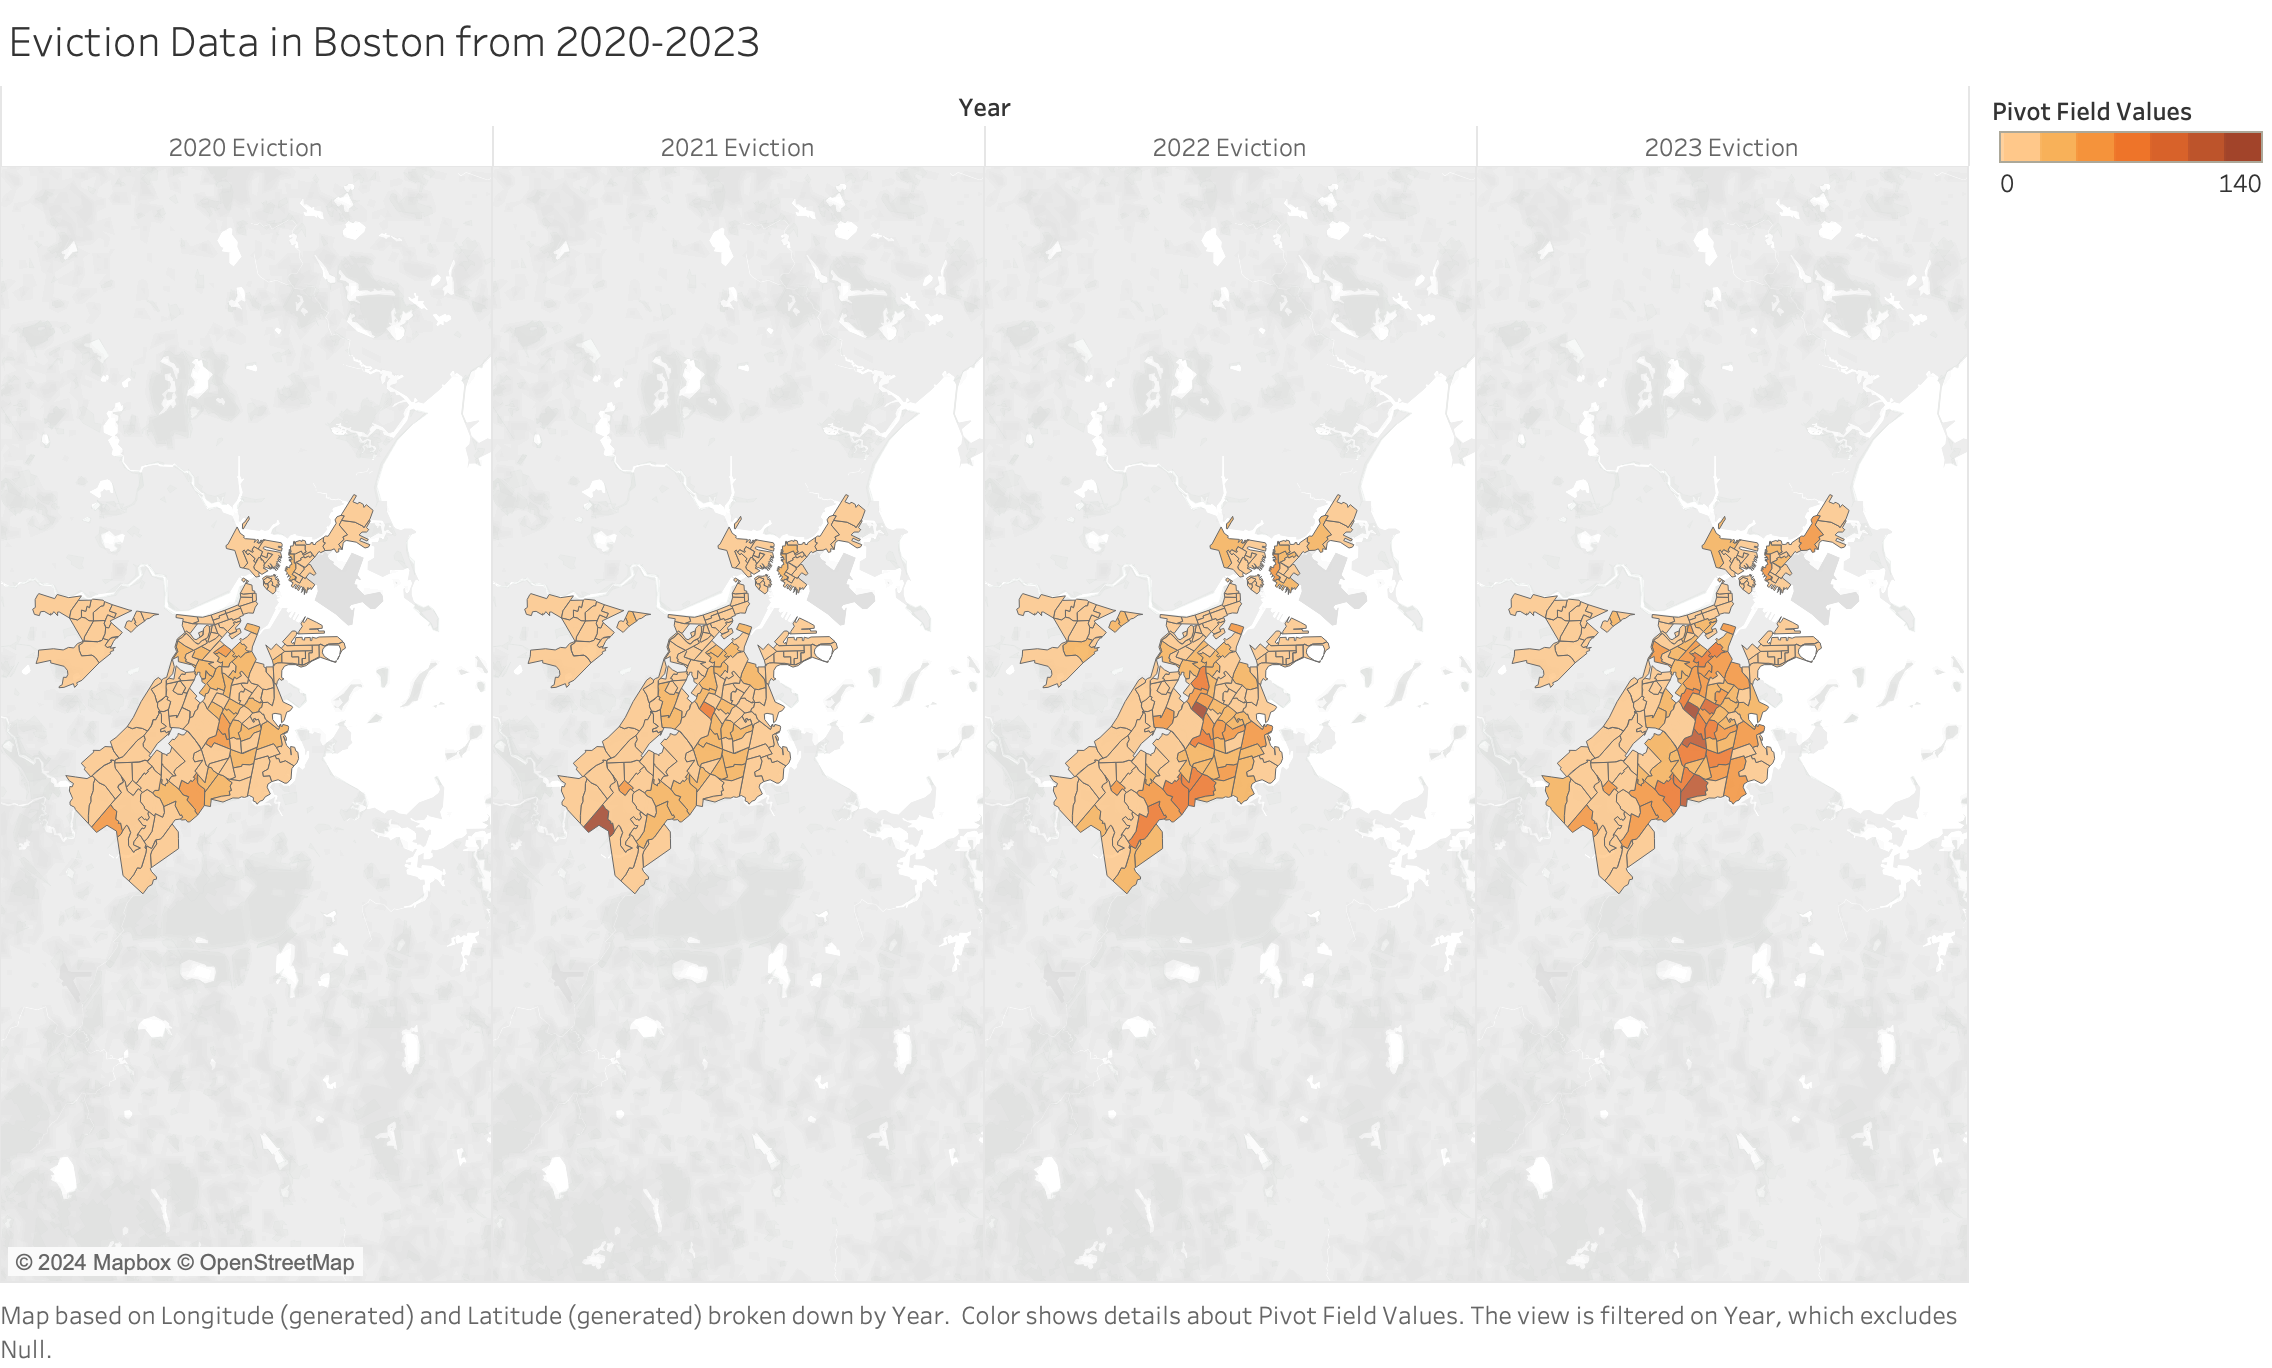 Eviction Data in Boston from 2020-2023
Year
Pivot Field Values
2020 Eviction
2021 Eviction
2022 Eviction
2023 Eviction
0
140
© 2024 Mapbox © OpenStreetMap
Map based on Longitude (generated) and Latitude (generated) broken down by Year.  Color shows details about Pivot Field Values. The view is filtered on Year, which excludes
Null.